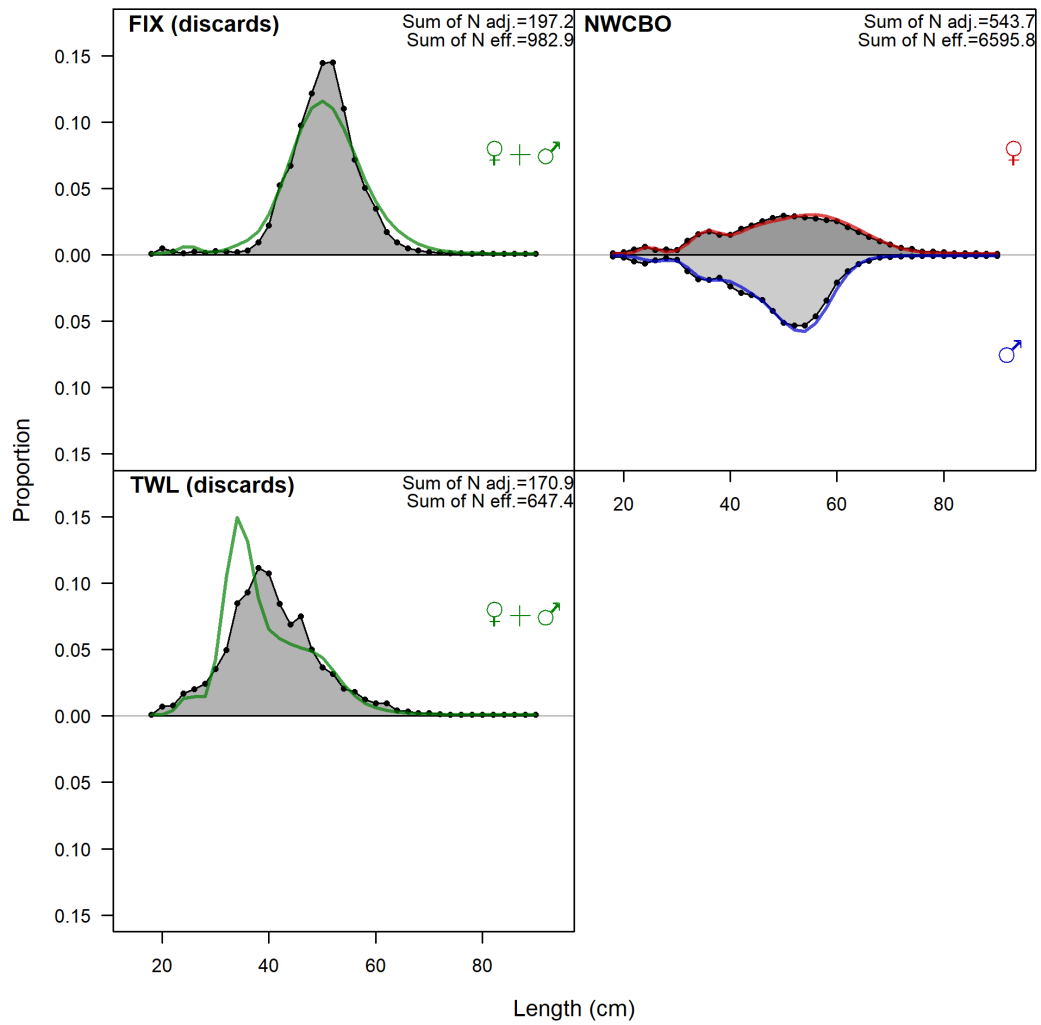 FIX (discards)
Sum of N adj.=197.2
Sum of N eff.=982.9
NWCBO
Sum of N adj.=543.7
Sum of N eff.=6595.8
♀+♂
♀
♂
0.15
0.10
0.05
0.00
0.05
0.10
0.15
20 40 60 80
TWL (discards)
Sum of N adj.=170.9
Sum of N eff.=647.4
♀+♂
0.15
0.10
0.05
0.00
0.05
0.10
0.15
20 40 60 80
Proportion
Length (cm)